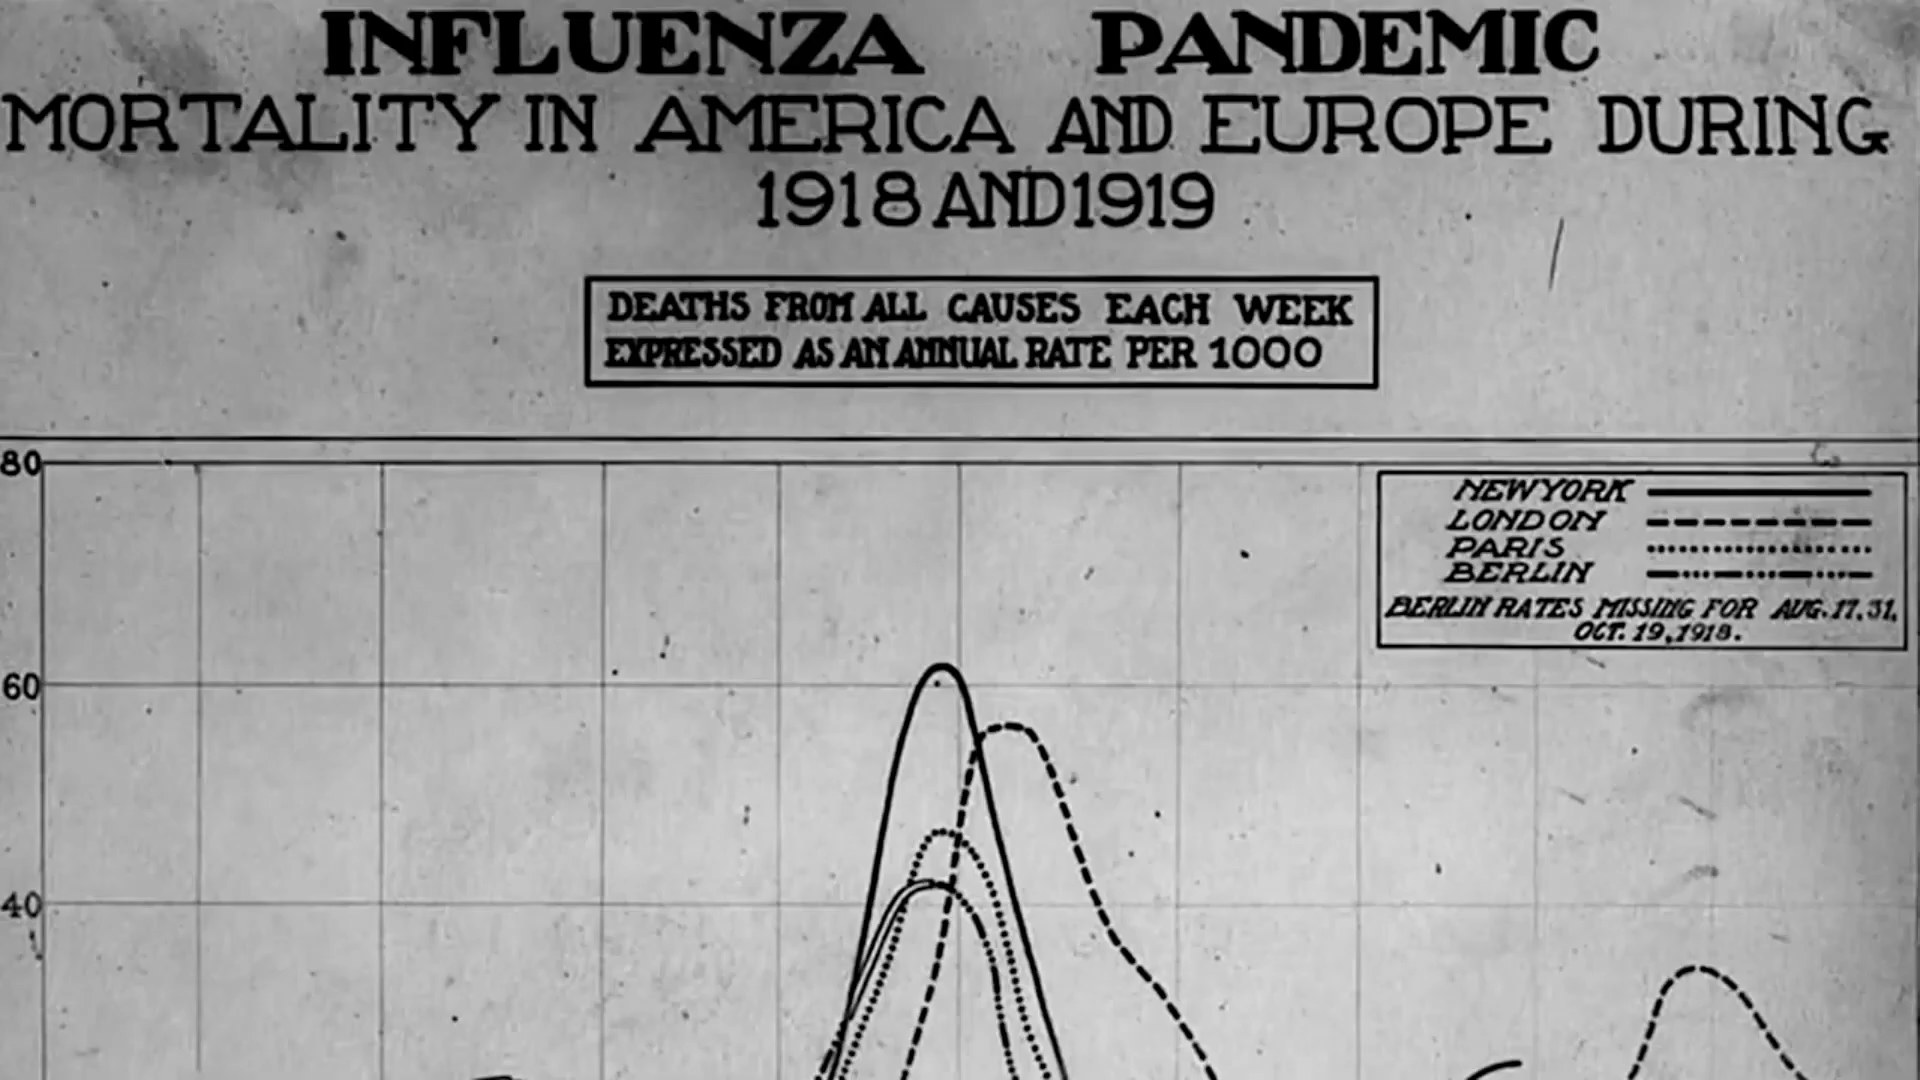 INFLUENZA PANDEMIC
MORTALITY IN AMERICA AND EUROPE DURING
1918 AND 1919
DEATHS FROM ALL CAUSES EACH WEEK
EXPRESSED AS AN ANNUAL RATE PER 1000
80
NEW YORK
LONDON
PARIS
BERLIN
BERLIN RATES MISSING FOR AUG. 17. 31.
OCT. 19, 1918.
60
40